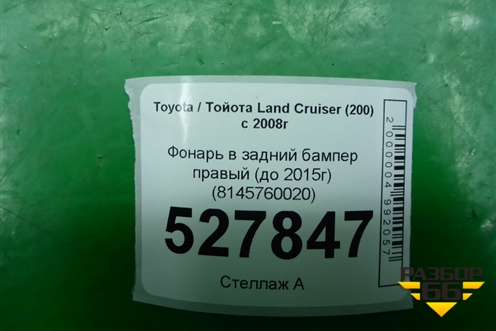 Toyota / Тойота Land Cruiser (200)
с 2008г
Фонарь в задний бампер
правый (до 2015г)
(8145760020)
527847
Стеллаж А
2000004992057
РАЗБОР
66